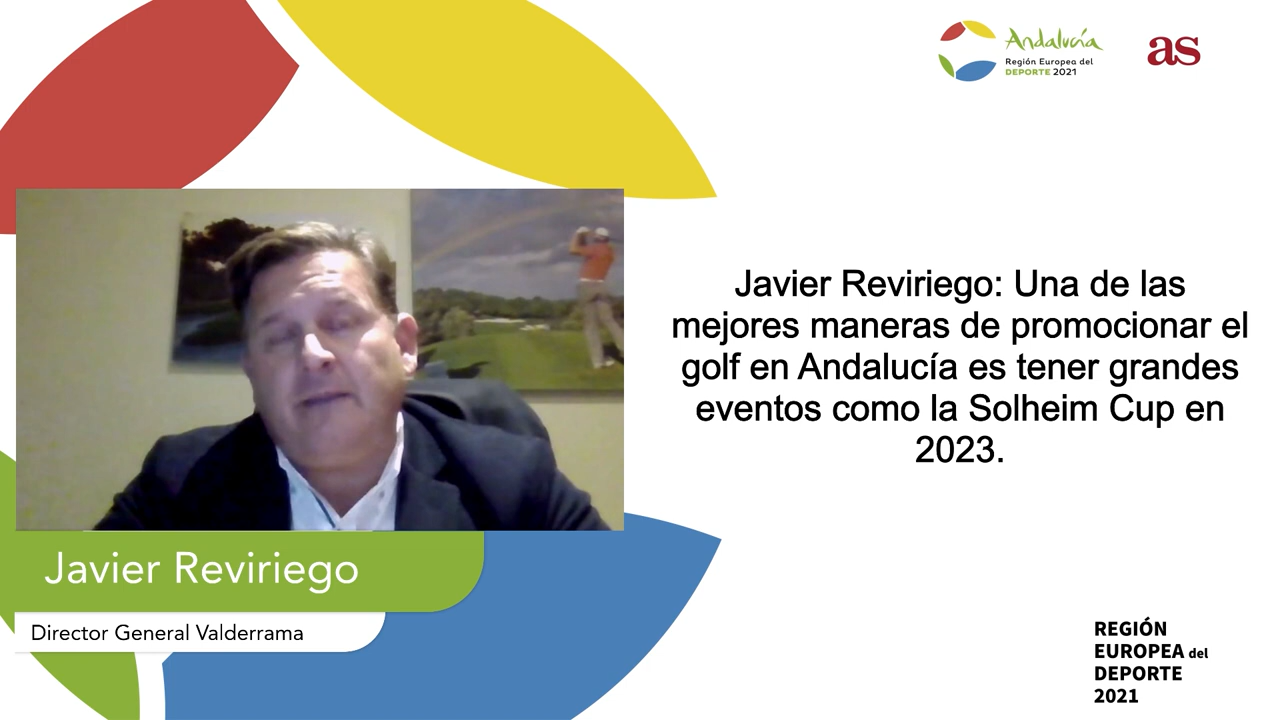 Andalucía
Región Europea del
DEPORTE 2021
as
Javier Reviriego: Una de las
mejores maneras de promocionar el
golf en Andalucía es tener grandes
eventos como la Solheim Cup en
2023.
Javier Reviriego
Director General Valderrama
REGIÓN
EUROPEA del
DEPORTE
2021